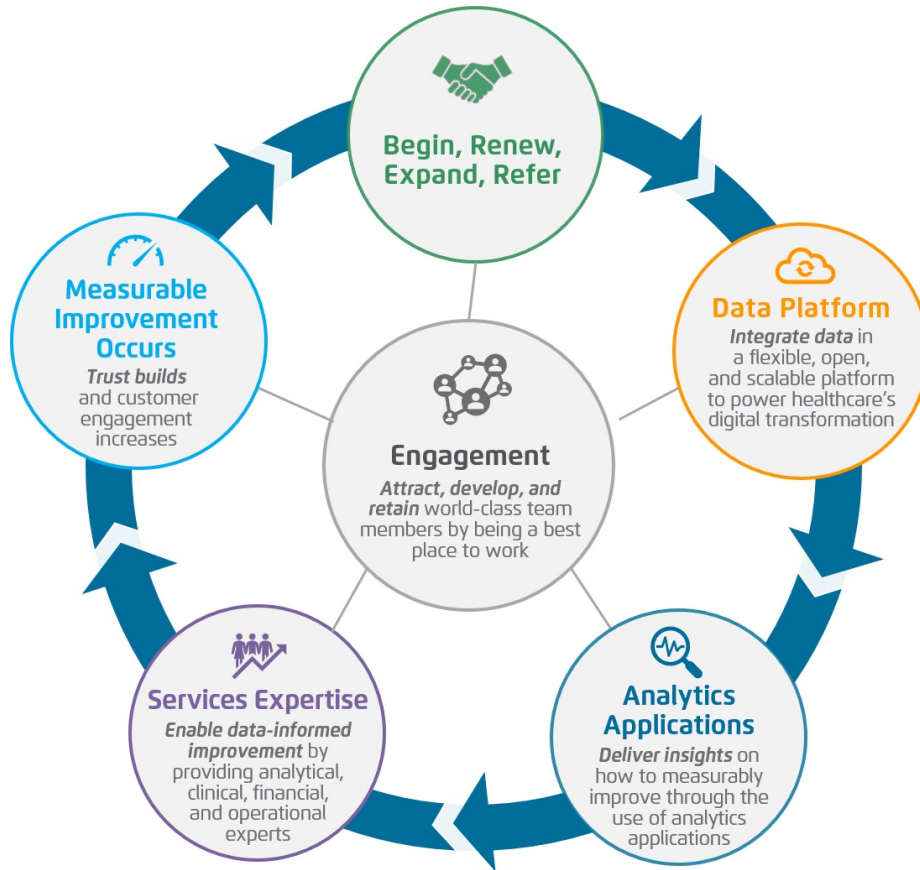 Begin, Renew,
Expand, Refer
Data Platform
Integrate data in
a flexible, open,
and scalable platform
to power healthcare's
digital transformation
Analytics
Applications
Deliver insights on
how to measurably
improve through the
use of analytics
applications
Services Expertise
Enable data-informed
improvement by
providing analytical,
clinical, financial,
and operational
experts
Measurable
Improvement
Occurs
Trust builds
and customer
engagement
increases
Engagement
Attract, develop, and
retain world-class team
members by being a best
place to work